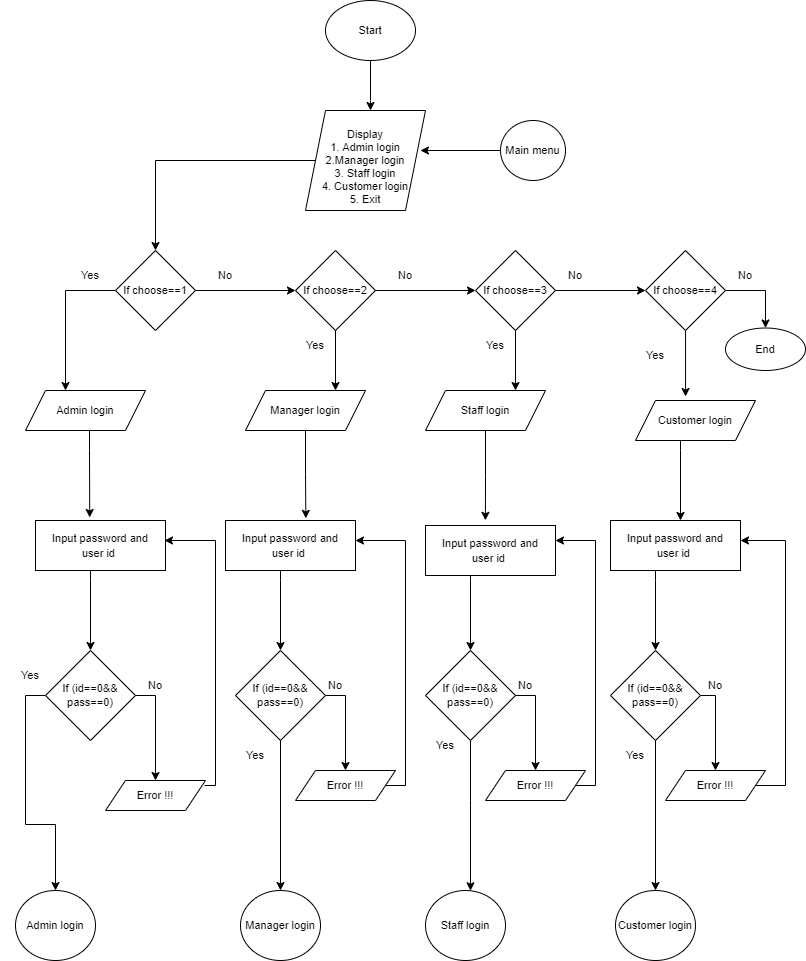 Start
Display
1. Admin login
2.Manager login
3. Staff login
4. Customer login
5. Exit
Main menu
Yes
If choose==1
No
If choose==2
No
If choose==3
No
If choose==4
No
End
Yes
Yes
Yes
Admin login
Manager login
Staff login
Customer login
Input password and
user id
Input password and
user id
Input password and
user id
Input password and
user id
Yes
If (id==0&&
pass==0)
No
If (id==0&&
pass==0)
No
If (id==0&&
pass==0)
No
If (id==0&&
pass==0)
No
Yes
Yes
Yes
Error !!!
Error !!!
Error !!!
Error !!!
Admin login
Manager login
Staff login
Customer login